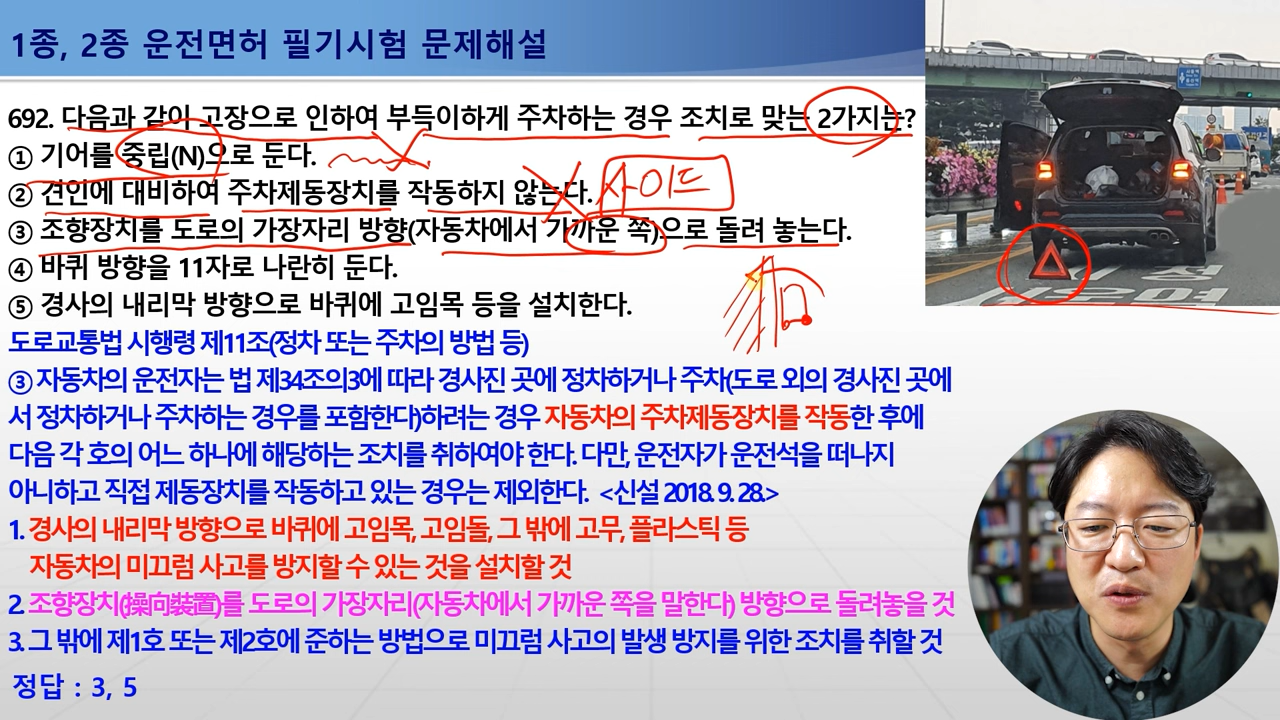 1종, 2종 운전면허 필기시험 문제해설
692. 다음과 같이 고장으로 인하여 부득이하게 주차하는 경우 조치로 맞는 2가지는?
① 기어를 중립(N)으로 둔다.
② 견인에 대비하여 주차제동장치를 작동하지 않는다.
사이드
③ 조향장치를 도로의 가장자리 방향(자동차에서 가까운 쪽)으로 돌려 놓는다.
④ 바퀴 방향을 11자로 나란히 둔다.
⑤ 경사의 내리막 방향으로 바퀴에 고임목 등을 설치한다.
도로교통법 시행령 제11조(정차 또는 주차의 방법 등)
③ 자동차의 운전자는 법 제34조의3에 따라 경사진 곳에 정차하거나 주차(도로 외의 경사진 곳에
서 정차하거나 주차하는 경우를 포함한다)하려는 경우 자동차의 주차제동장치를 작동한 후에
다음 각 호의 어느 하나에 해당하는 조치를 취하여야 한다. 다만, 운전자가 운전석을 떠나지
아니하고 직접 제동장치를 작동하고 있는 경우는 제외한다. <신설 2018. 9. 28.>
1. 경사의 내리막 방향으로 바퀴에 고임목, 고임돌, 그 밖에 고무, 플라스틱 등
자동차의 미끄럼 사고를 방지할 수 있는 것을 설치할 것
2. 조향장치(操向裝置)를 도로의 가장자리(자동차에서 가까운 쪽을 말한다) 방향으로 돌려놓을 것
3. 그 밖에 제1호 또는 제2호에 준하는 방법으로 미끄럼 사고의 발생 방지를 위한 조치를 취할 것
정답 : 3, 5